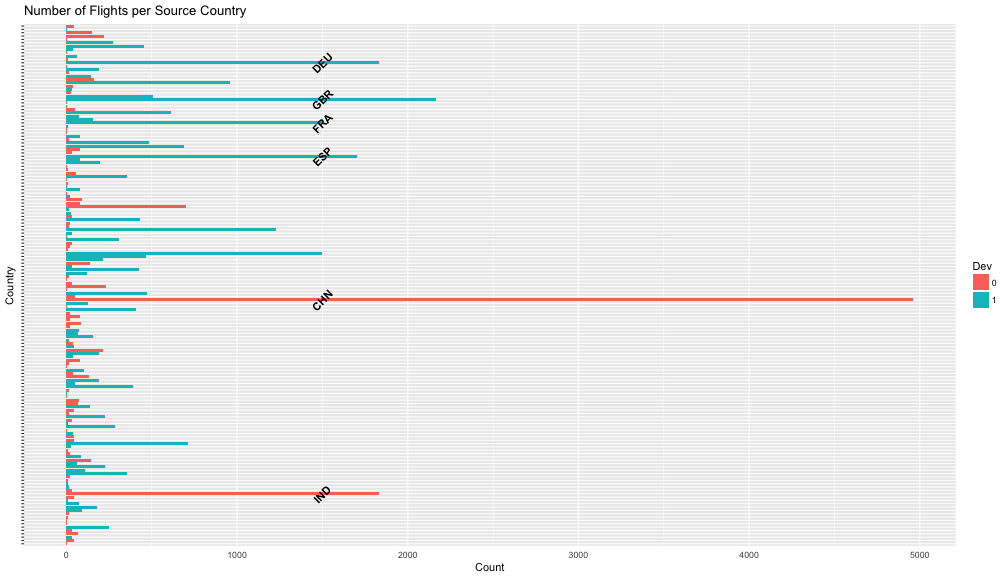 Number of Flights per Source Country
DEU
GBR
FRA
ESP
CHN
IND
Country
0
1000
2000
3000
4000
5000
Count
Dev
0
1